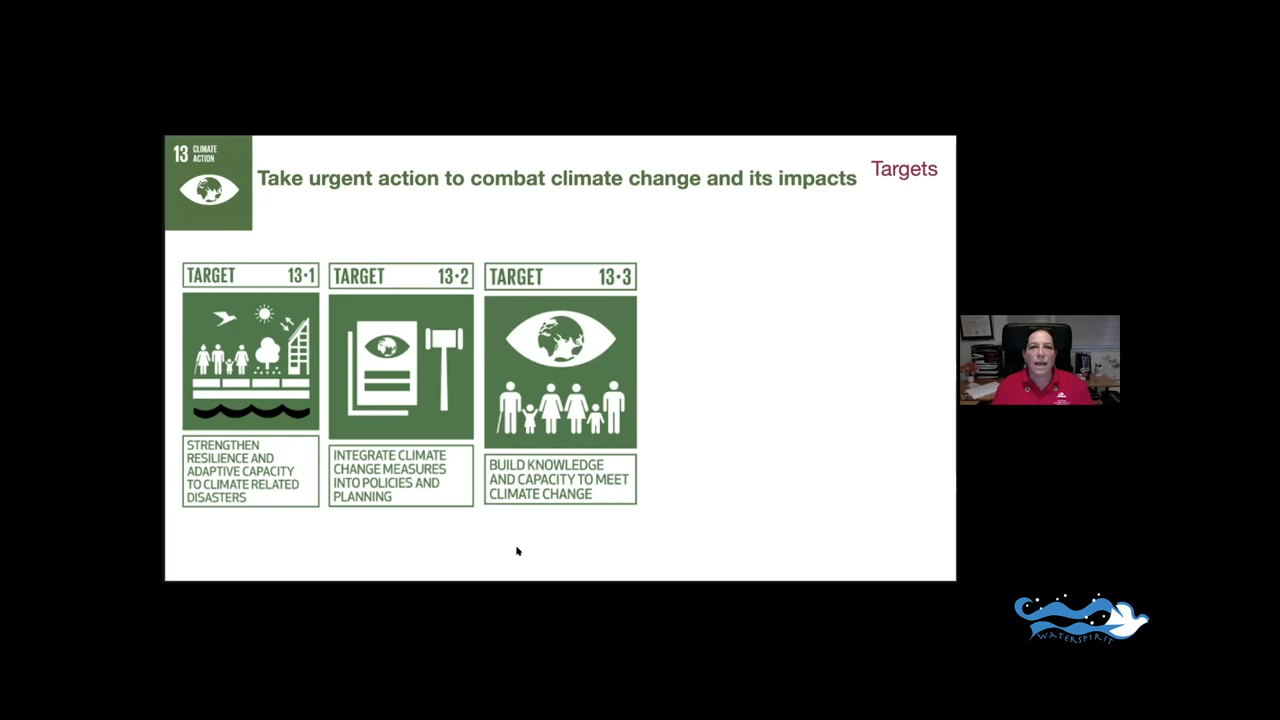 13 CLIMATE
ACTION
Take urgent action to combat climate change and its impacts
Targets
TARGET 13·1
STRENGTHEN
RESILIENCE AND
ADAPTIVE CAPACITY
TO CLIMATE RELATED
DISASTERS
TARGET 13·2
INTEGRATE CLIMATE
CHANGE MEASURES
INTO POLICIES AND
PLANNING
TARGET 13·3
BUILD KNOWLEDGE
AND CAPACITY TO MEET
CLIMATE CHANGE
WATERSPIRIT